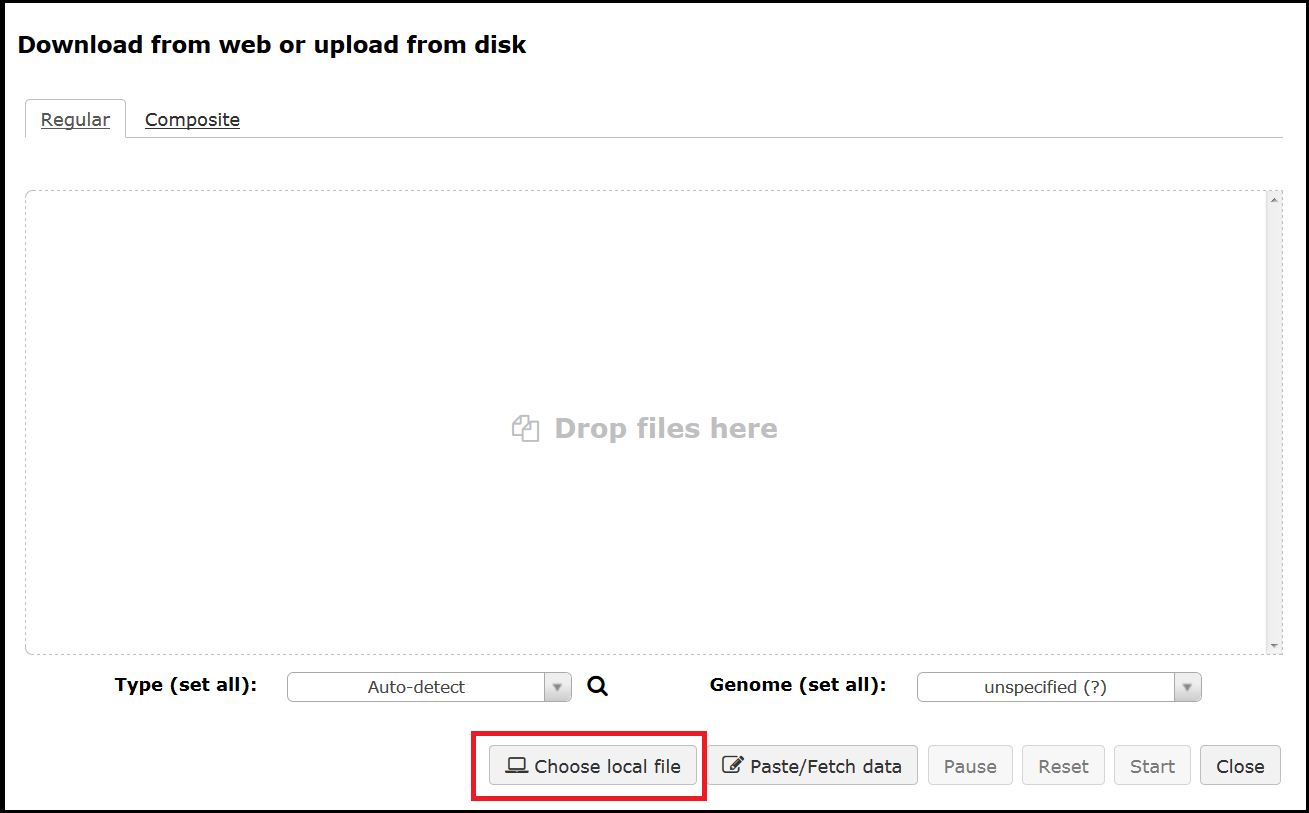 Download from web or upload from disk
Regular Composite
Drop files here
Type (set all): Auto-detect Genome (set all): unspecified (?)
Choose local file Paste/Fetch data Pause Reset Start Close